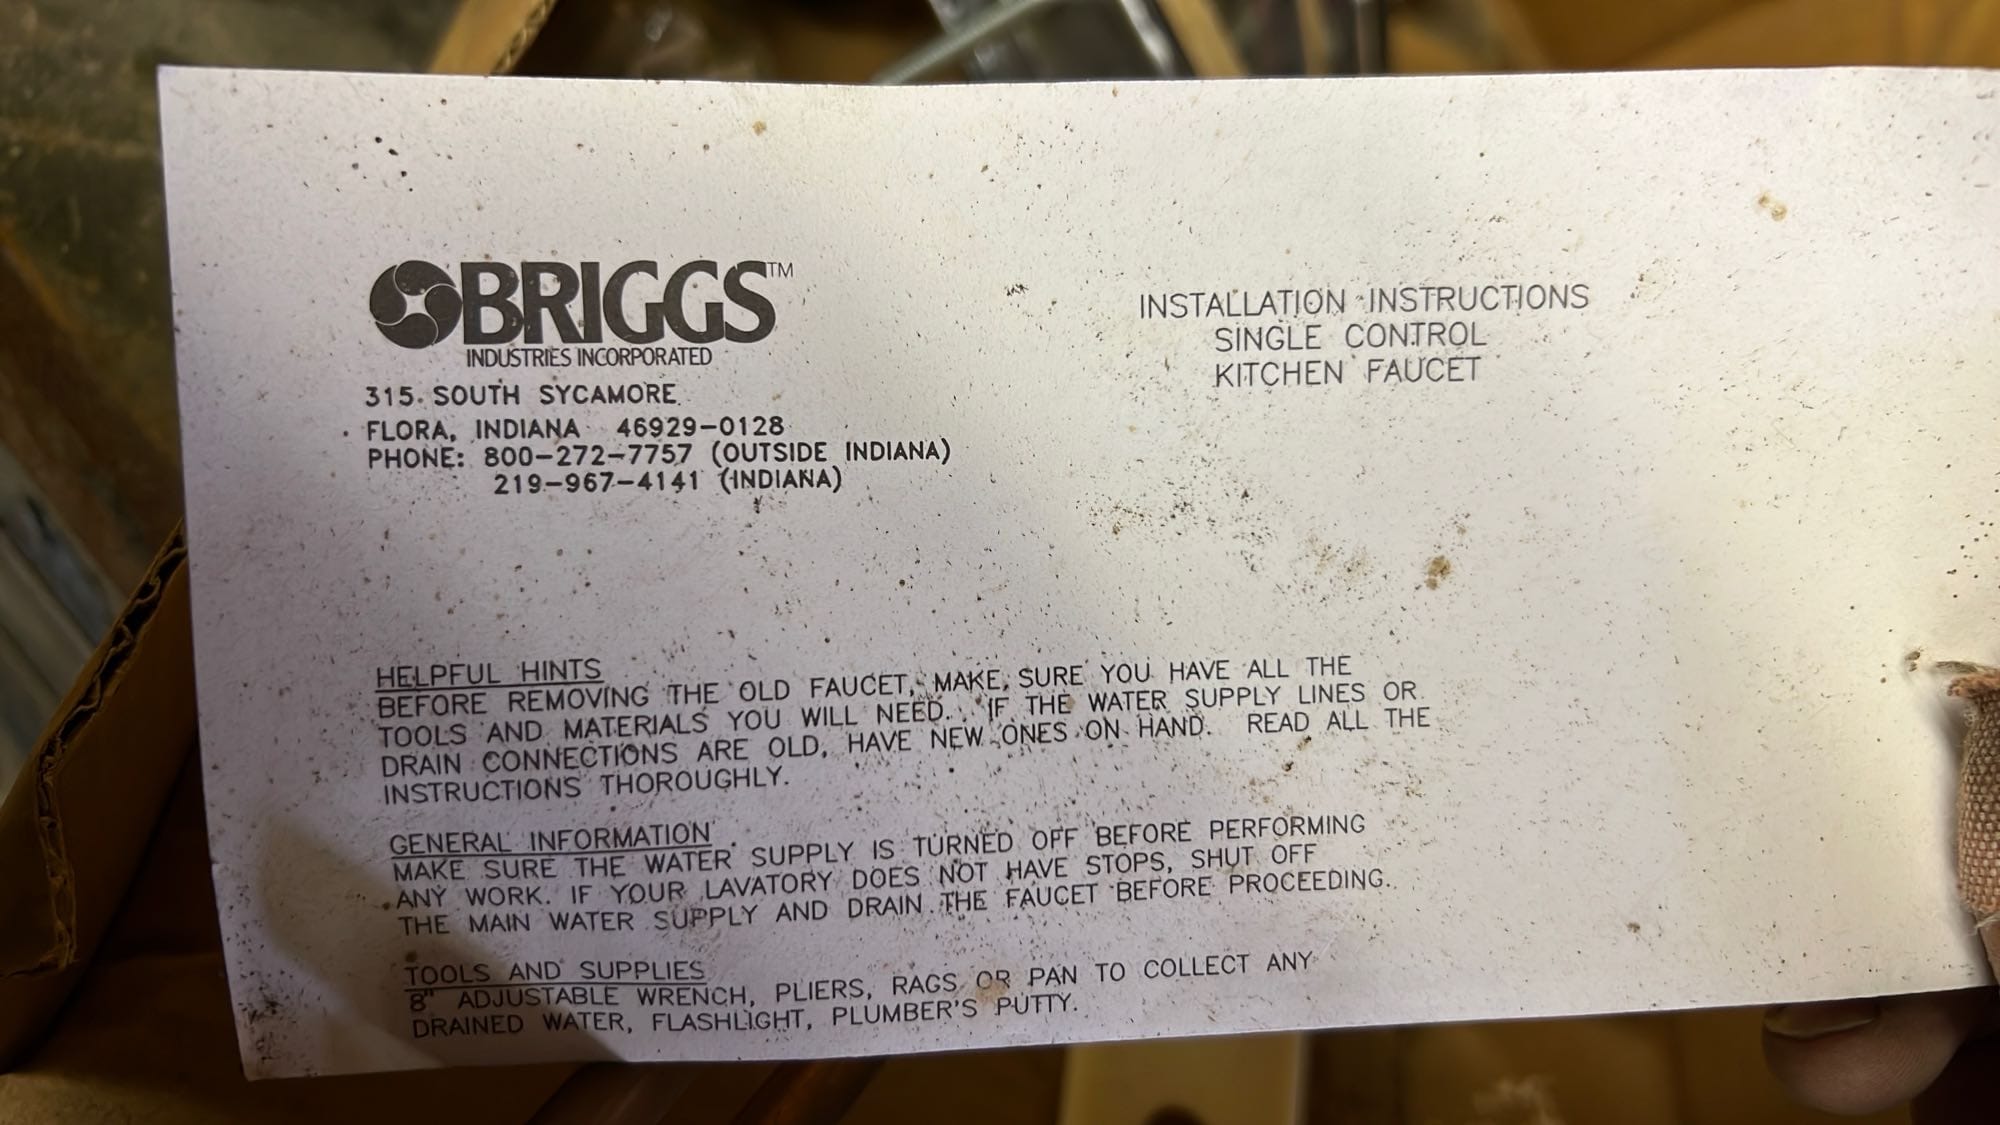 BRIGGS™
INDUSTRIES INCORPORATED
315 SOUTH SYCAMORE
FLORA, INDIANA 46929-0128
PHONE: 800-272-7757 (OUTSIDE INDIANA)
219-967-4141 (INDIANA)
INSTALLATION INSTRUCTIONS
SINGLE CONTROL
KITCHEN FAUCET
HELPFUL HINTS
BEFORE REMOVING THE OLD FAUCET, MAKE SURE YOU HAVE ALL THE
TOOLS AND MATERIALS YOU WILL NEED. IF THE WATER SUPPLY LINES OR
DRAIN CONNECTIONS ARE OLD, HAVE NEW ONES ON HAND. READ ALL THE
INSTRUCTIONS THOROUGHLY.
GENERAL INFORMATION
MAKE SURE THE WATER SUPPLY IS TURNED OFF BEFORE PERFORMING
ANY WORK. IF YOUR LAVATORY DOES NOT HAVE STOPS, SHUT OFF
THE MAIN WATER SUPPLY AND DRAIN THE FAUCET BEFORE PROCEEDING.
TOOLS AND SUPPLIES
8" ADJUSTABLE WRENCH, PLIERS, RAGS OR PAN TO COLLECT ANY
DRAINED WATER, FLASHLIGHT, PLUMBER'S PUTTY.